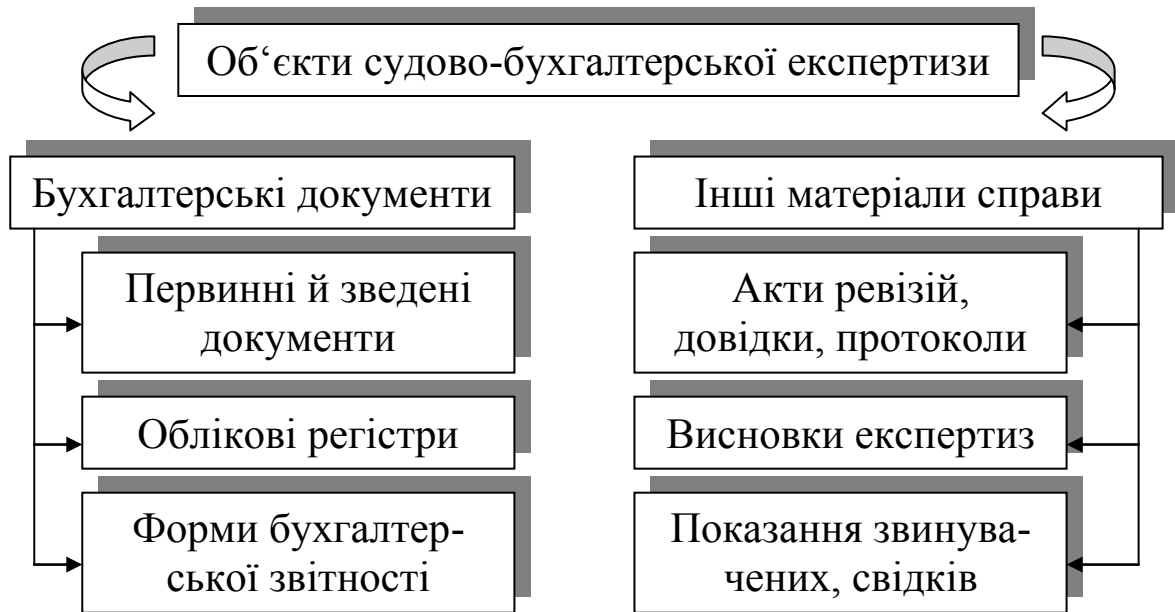 Об‘єкти судово-бухгалтерської експертизи
Бухгалтерські документи
Первинні й зведені
документи
Облікові регістри
Форми бухгалтер-
ської звітності
Інші матеріали справи
Акти ревізій,
довідки, протоколи
Висновки експертиз
Показання звинува-
чених, свідків